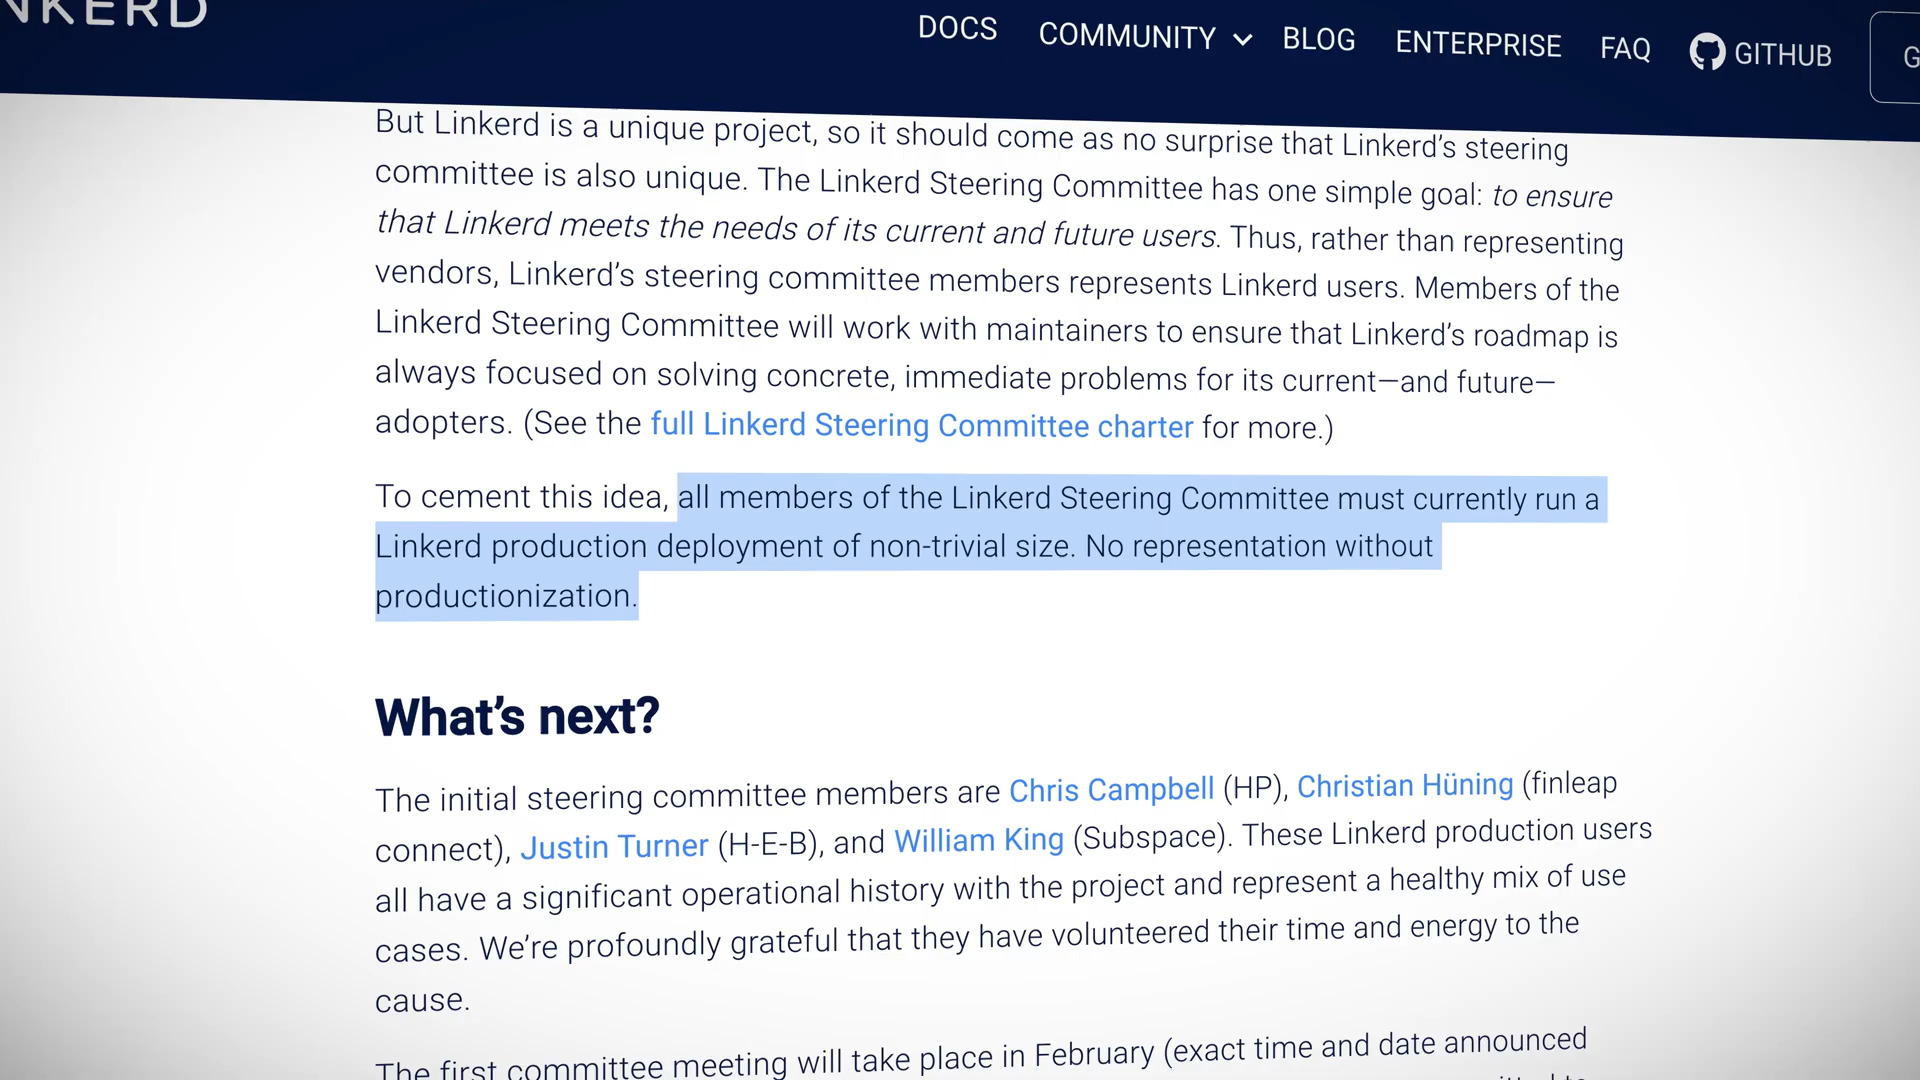 NKERD
DOCS COMMUNITY BLOG ENTERPRISE FAQ GITHUB G
But Linkerd is a unique project, so it should come as no surprise that Linkerd’s steering
committee is also unique. The Linkerd Steering Committee has one simple goal: to ensure
that Linkerd meets the needs of its current and future users. Thus, rather than representing
vendors, Linkerd’s steering committee members represents Linkerd users. Members of the
Linkerd Steering Committee will work with maintainers to ensure that Linkerd’s roadmap is
always focused on solving concrete, immediate problems for its current—and future—
adopters. (See the full Linkerd Steering Committee charter for more.)
To cement this idea, all members of the Linkerd Steering Committee must currently run a
Linkerd production deployment of non-trivial size. No representation without
productionization.
What’s next?
The initial steering committee members are Chris Campbell (HP), Christian Hüning (finleap
connect), Justin Turner (H-E-B), and William King (Subspace). These Linkerd production users
all have a significant operational history with the project and represent a healthy mix of use
cases. We’re profoundly grateful that they have volunteered their time and energy to the
cause.
The first committee meeting will take place in February (exact time and date announced